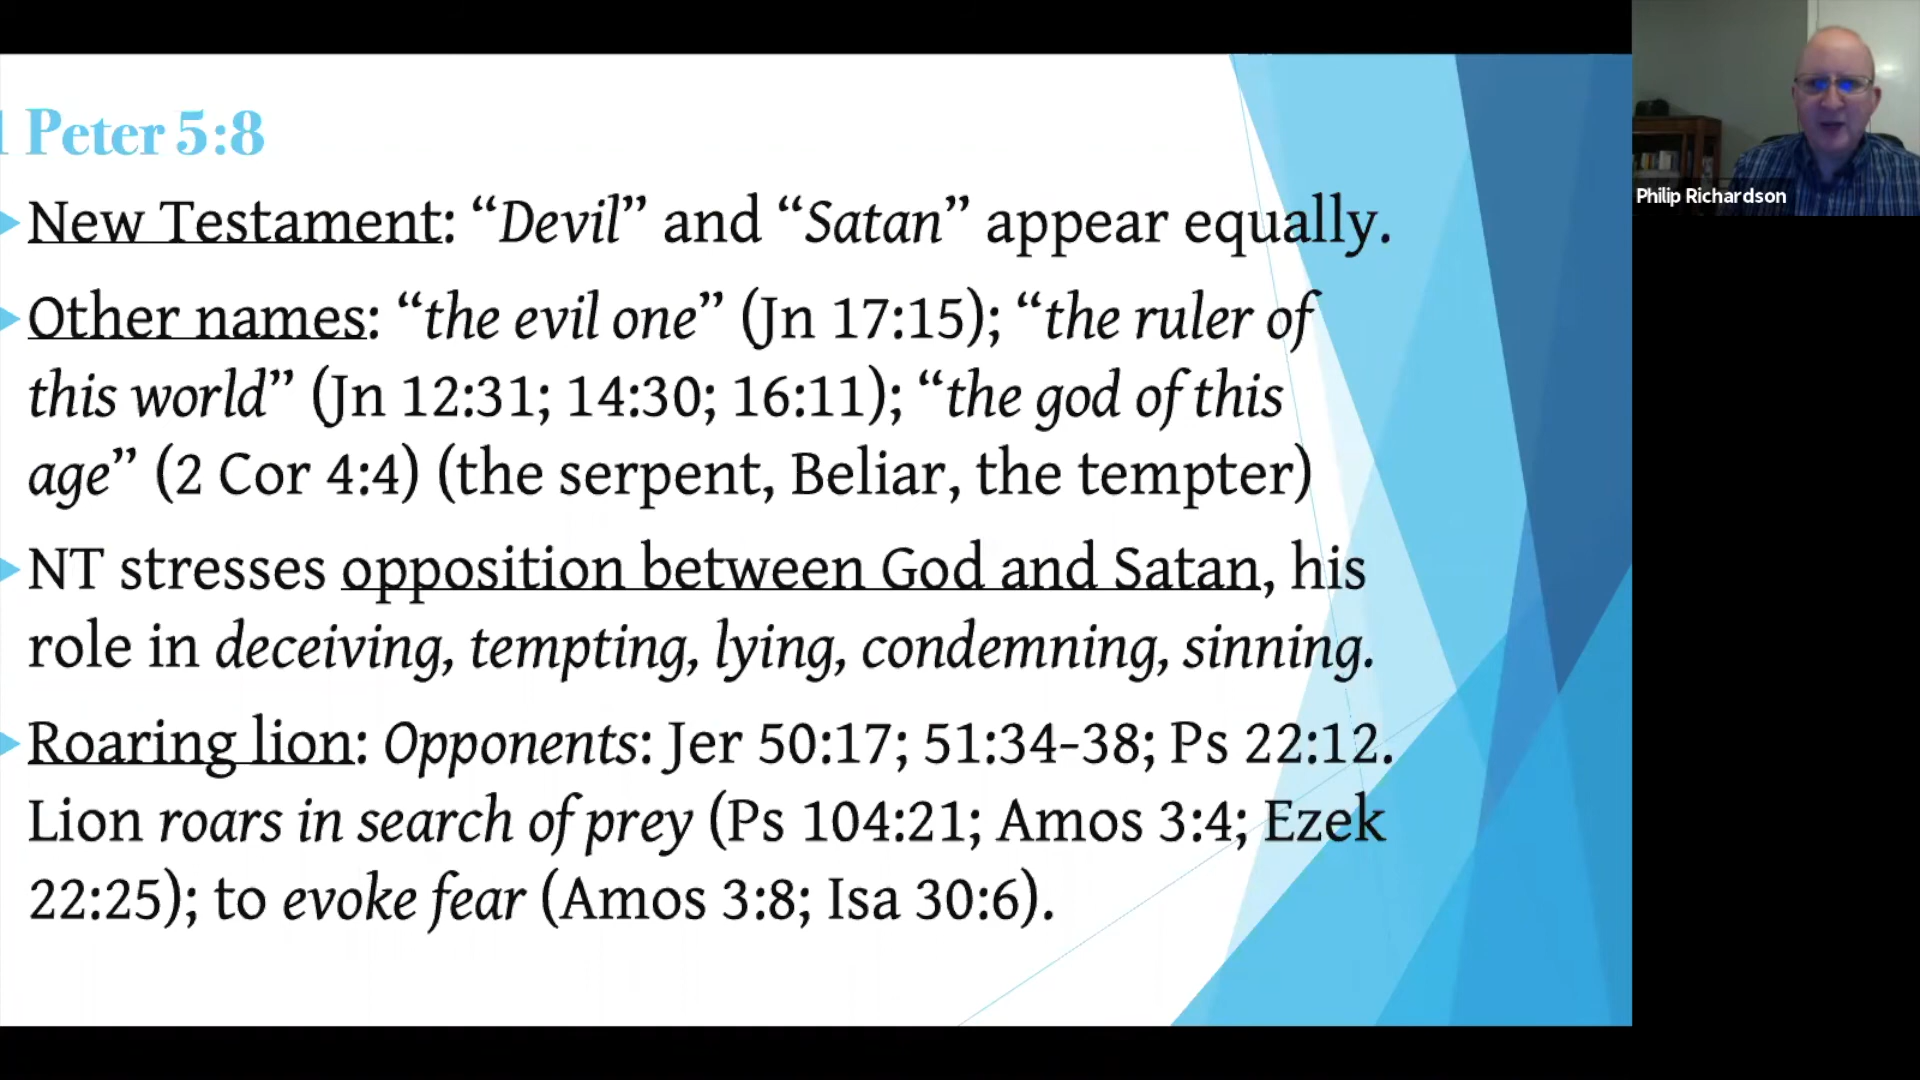 1 Peter 5:8
New Testament: “Devil” and “Satan” appear equally.
Other names: “the evil one” (Jn 17:15); “the ruler of
this world” (Jn 12:31; 14:30; 16:11); “the god of this
age” (2 Cor 4:4) (the serpent, Beliar, the tempter)
NT stresses opposition between God and Satan, his
role in deceiving, tempting, lying, condemning, sinning.
Roaring lion: Opponents: Jer 50:17; 51:34-38; Ps 22:12.
Lion roars in search of prey (Ps 104:21; Amos 3:4; Ezek
22:25); to evoke fear (Amos 3:8; Isa 30:6).
Philip Richardson